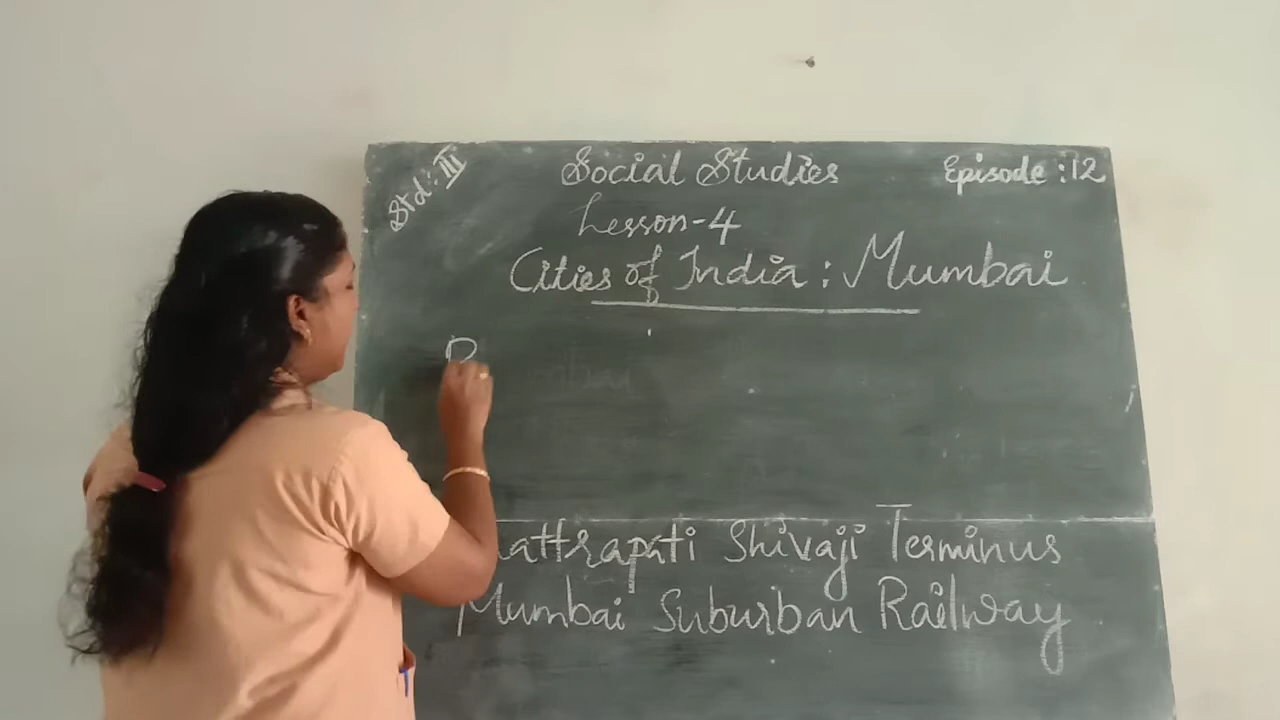 Std: III
Social Studies
Episode : 12
Lesson-4
Cities of India : Mumbai
Shivaji Terminus
Mumbai Suburban Railway